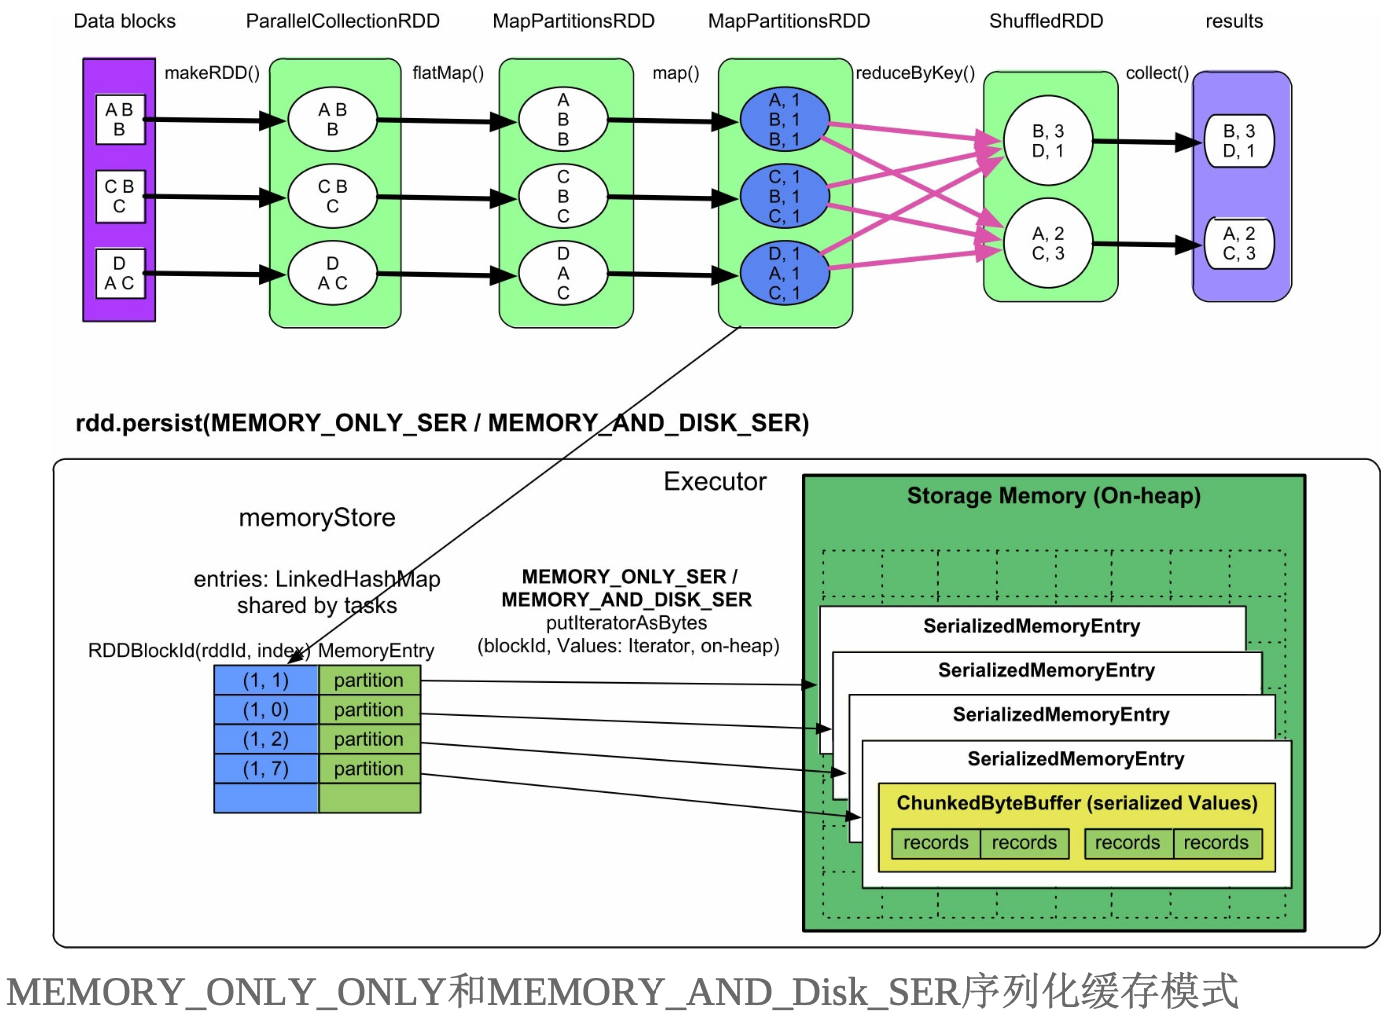 Data blocks ParallelCollectionRDD MapPartitionsRDD MapPartitionsRDD ShuffledRDD results
makeRDD() flatMap() map() reduceByKey() collect()
A B
B
C B
C
D
A C
A B
B
C B
C
D
A C
A
B
B
C
B
C
D
A
C
A, 1
B, 1
B, 1
C, 1
B, 1
C, 1
D, 1
A, 1
C, 1
B, 3
D, 1
A, 2
C, 3
B, 3
D, 1
A, 2
C, 3
rdd.persist(MEMORY_ONLY_SER / MEMORY_AND_DISK_SER)
Executor
memoryStore
entries: LinkedHashMap
shared by tasks
RDDBlockId(rddId, index) MemoryEntry
(1, 1) partition
(1, 0) partition
(1, 2) partition
(1, 7) partition
MEMORY_ONLY_SER /
MEMORY_AND_DISK_SER
putIteratorAsBytes
(blockId, Values: Iterator, on-heap)
Storage Memory (On-heap)
SerializedMemoryEntry
SerializedMemoryEntry
SerializedMemoryEntry
SerializedMemoryEntry
ChunkedByteBuffer (serialized Values)
records records records records
MEMORY_ONLY_ONLY和MEMORY_AND_Disk_SER序列化缓存模式